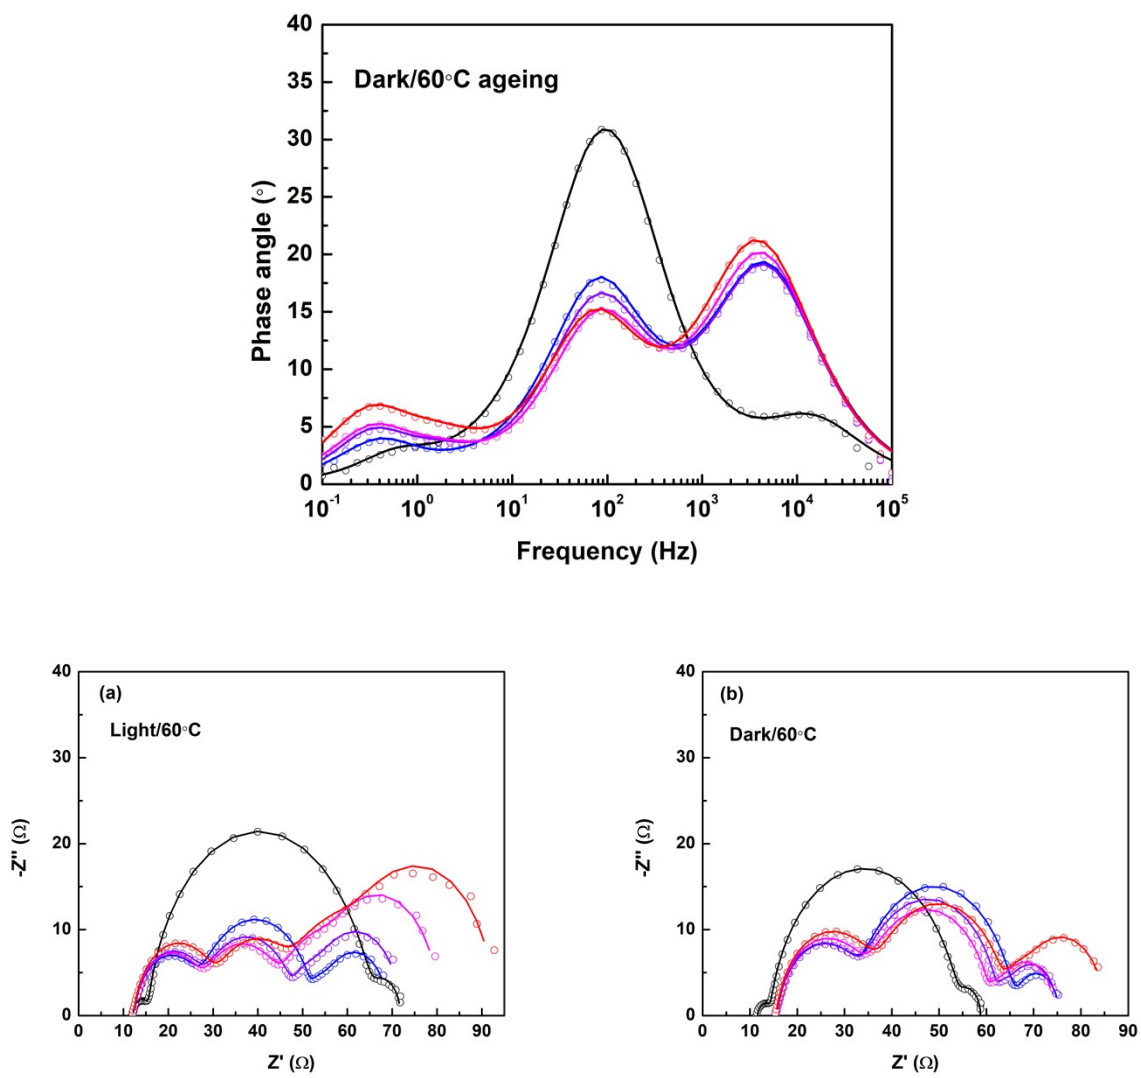 40
35
30
25
20
15
10
5
0
Phase angle (°)
Dark/60°C ageing
10⁻¹ 10⁰ 10¹ 10² 10³ 10⁴ 10⁵
Frequency (Hz)
40
30
20
10
0
-Z'' (Ω)
(a)
Light/60°C
0 10 20 30 40 50 60 70 80 90
Z' (Ω)
40
30
20
10
0
-Z'' (Ω)
(b)
Dark/60°C
0 10 20 30 40 50 60 70 80 90
Z' (Ω)